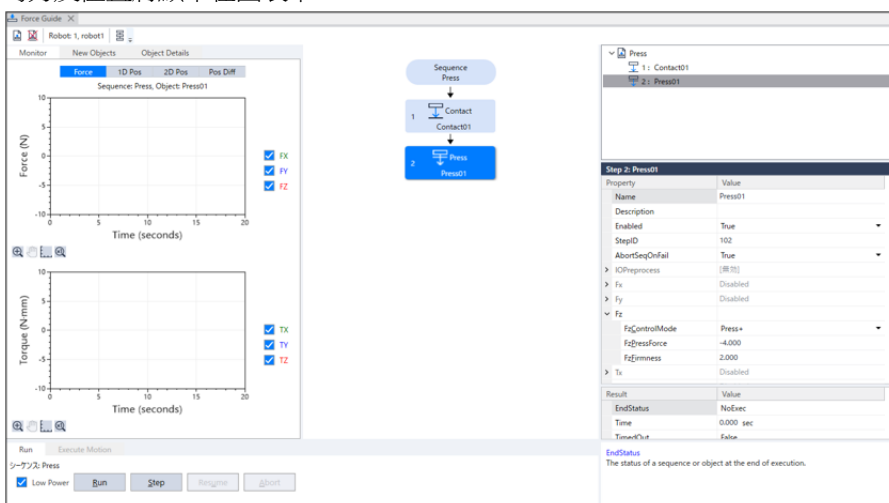 Force Guide
Robot: 1, robot1
Monitor New Objects Object Details
Force 1D Pos 2D Pos Pos Diff
Sequence: Press, Object: Press01
Force (N)
10
5
0
-5
-10
0 5 10 15 20
Time (seconds)
FX
FY
FZ
Torque (N·mm)
10
5
0
-5
-10
0 5 10 15 20
Time (seconds)
TX
TY
TZ
Run Execute Motion
シーケンス: Press
Low Power Run Step Resume Abort
Sequence
Press
1 Contact
Contact01
2 Press
Press01
Press
1 : Contact01
2 : Press01
Step 2: Press01
Property Value
Name Press01
Description
Enabled True
StepID 102
AbortSeqOnFail True
IOPreprocess [無効]
Fx Disabled
Fy Disabled
Fz
FzControlMode Press+
FzPressForce -4.000
FzFirmness 2.000
Tx Disabled
Result Value
EndStatus NoExec
Time 0.000 sec
TimedOut False
EndStatus
The status of a sequence or object at the end of execution.